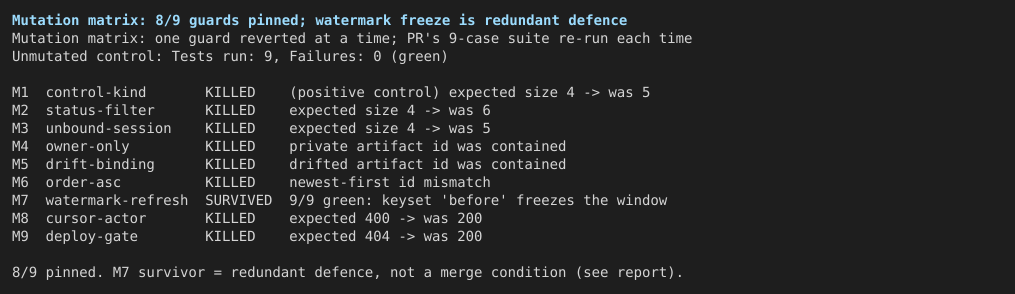 Mutation matrix: 8/9 guards pinned; watermark freeze is redundant defence
Mutation matrix: one guard reverted at a time; PR's 9-case suite re-run each time
Unmutated control: Tests run: 9, Failures: 0 (green)
M1 control-kind KILLED (positive control) expected size 4 -> was 5
M2 status-filter KILLED expected size 4 -> was 6
M3 unbound-session KILLED expected size 4 -> was 5
M4 owner-only KILLED private artifact id was contained
M5 drift-binding KILLED drifted artifact id was contained
M6 order-asc KILLED newest-first id mismatch
M7 watermark-refresh SURVIVED 9/9 green: keyset 'before' freezes the window
M8 cursor-actor KILLED expected 400 -> was 200
M9 deploy-gate KILLED expected 404 -> was 200
8/9 pinned. M7 survivor = redundant defence, not a merge condition (see report).